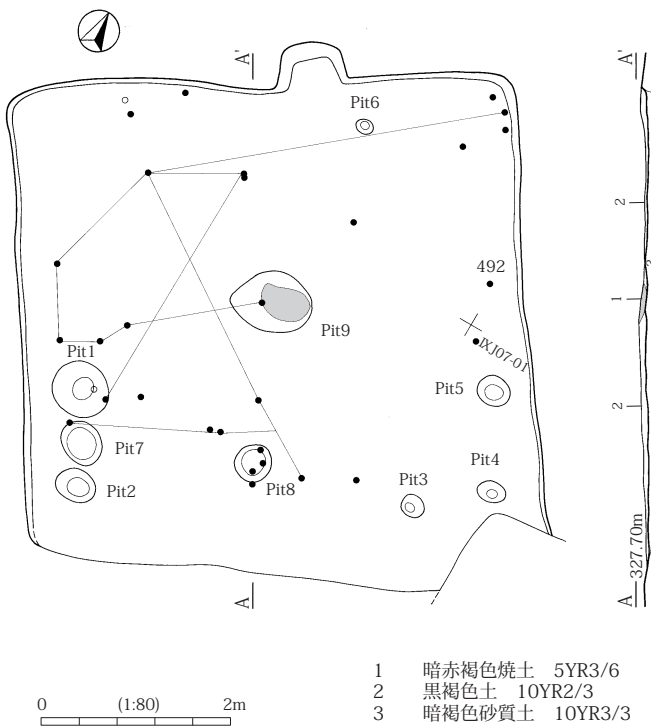 A'
A'
Pit6
2
492
1
Pit9
Pit1
ⅨJ07-01
Pit5
2
Pit7
Pit4
Pit2
Pit8
Pit3
327.70m
A
A
0 (1:80) 2m
1 暗赤褐色焼土 5YR3/6
2 黒褐色土 10YR2/3
3 暗褐色砂質土 10YR3/3